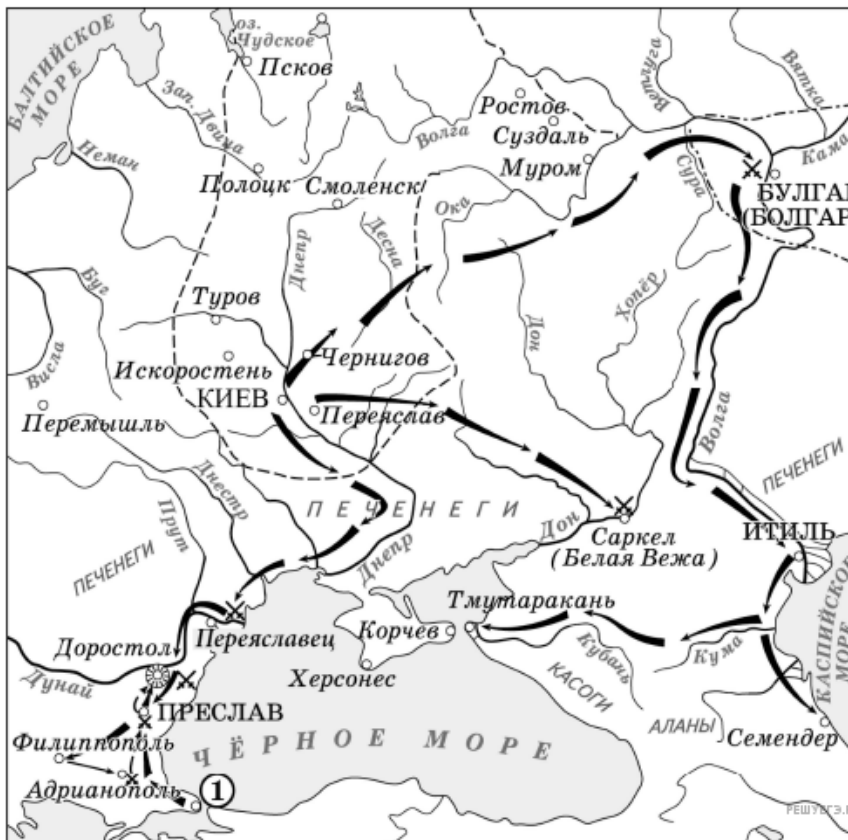 оз.
Чудское
Псков
БАЛТИЙСКОЕ
МОРЕ
Зап. Двина
Ветлуга
Вятка
Ростов
Суздаль
Муром
Волга
Сура
Кама
Неман
Полоцк
Смоленск
Ока
БУЛГАР
(БОЛГАР
Днепр
Десна
Буг
Туров
Хопёр
Дон
Висла
Искоростень
Чернигов
КИЕВ
Переяслав
Перемышль
Волга
Днестр
ПЕЧЕНЕГИ
ПЕЧЕНЕГИ
Прут
Дон
Саркел
(Белая Вежа)
ИТИЛЬ
ПЕЧЕНЕГИ
Днепр
Тмутаракань
Переяславец
Корчев
Доростол
Кубань
Кума
КАСПИЙСКОЕ
МОРЕ
Дунай
Херсонес
КАСОГИ
ПРЕСЛАВ
АЛАНЫ
Семендер
Филиппополь
ЧЁРНОЕ МОРЕ
Адрианополь
1